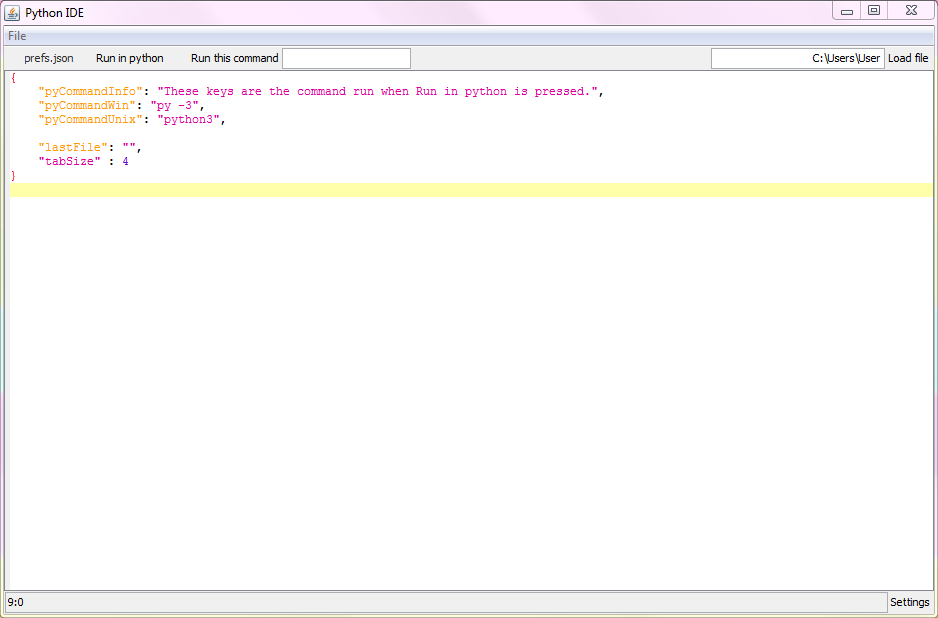 Python IDE
File
prefs.json Run in python Run this command C:\Users\User Load file
{
    "pyCommandInfo": "These keys are the command run when Run in python is pressed.",
    "pyCommandWin": "py -3",
    "pyCommandUnix": "python3",
    "lastFile": "",
    "tabSize" : 4
}
9:0 Settings